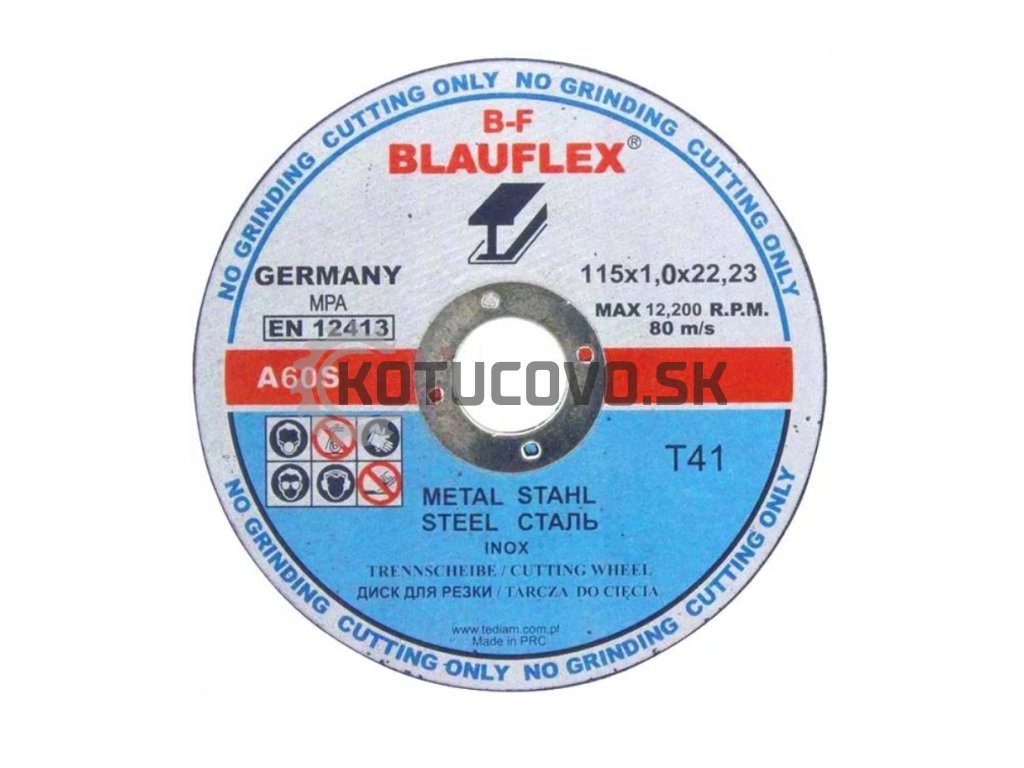 NO GRINDING CUTTING ONLY NO GRINDING CUTTING ONLY
B-F
BLAUFLEX®
GERMANY
MPA
EN 12413
115x1,0x22,23
MAX 12,200 R.P.M.
80 m/s
A60S
KOTUCOVO.SK
T41
METAL STAHL
STEEL СТАЛЬ
INOX
TRENNSCHEIBE / CUTTING WHEEL
ДИСК ДЛЯ РЕЗКИ / TARCZA DO CIĘCIA
www.tediam.com.pl
Made in PRC
NO GRINDING CUTTING ONLY NO GRINDING CUTTING ONLY